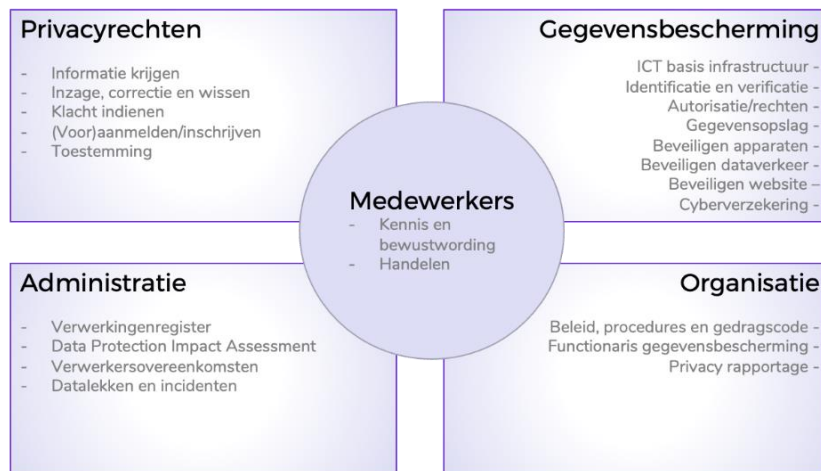 Privacyrechten
- Informatie krijgen
- Inzage, correctie en wissen
- Klacht indienen
- (Voor)aanmelden/inschrijven
- Toestemming
Gegevensbescherming
ICT basis infrastructuur -
Identificatie en verificatie -
Autorisatie/rechten -
Gegevensopslag -
Beveiligen apparaten -
Beveiligen dataverkeer -
Beveiligen website –
Cyberverzekering -
Medewerkers
- Kennis en
bewustwording
- Handelen
Administratie
- Verwerkingenregister
- Data Protection Impact Assessment
- Verwerkersovereenkomsten
- Datalekken en incidenten
Organisatie
Beleid, procedures en gedragscode -
Functionaris gegevensbescherming -
Privacy rapportage -